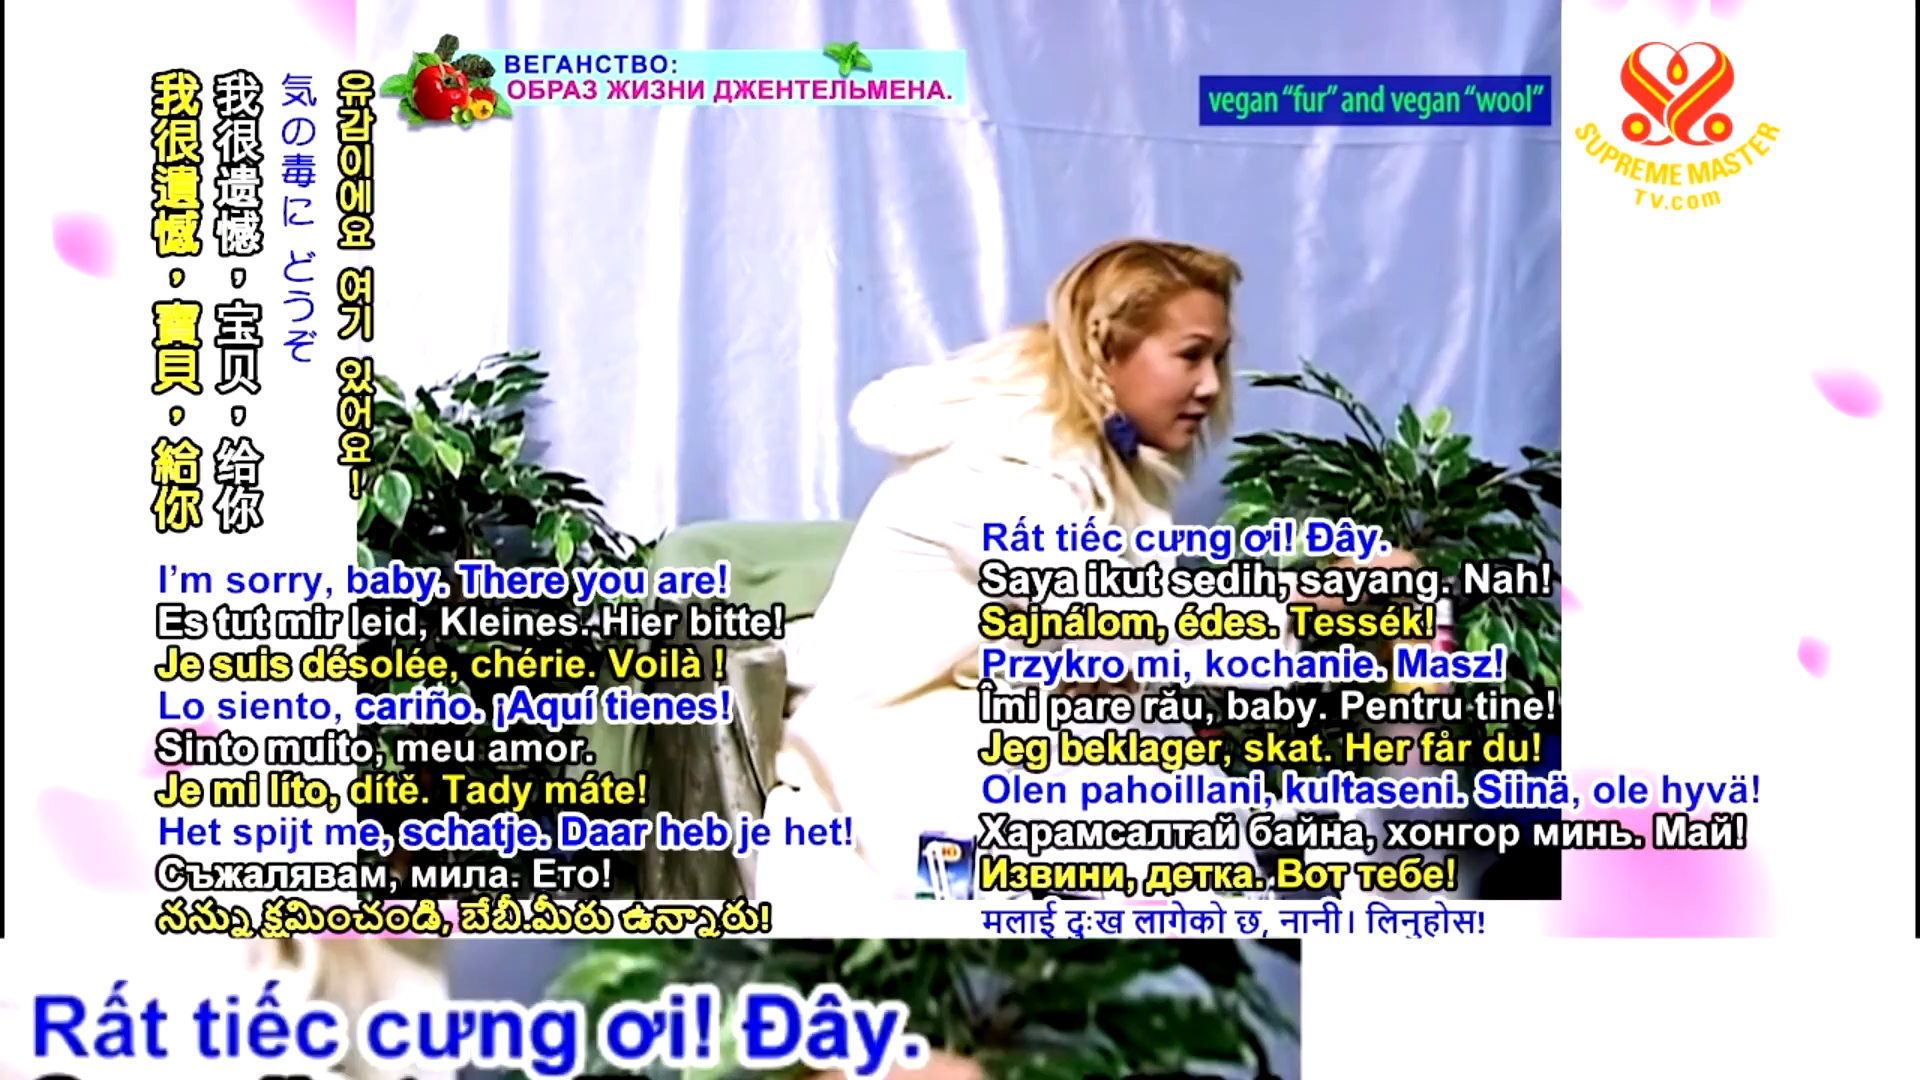 ВЕГАНСТВО:
ОБРАЗ ЖИЗНИ ДЖЕНТЕЛЬМЕНА.
vegan “fur” and vegan “wool”
SUPREME MASTER
TV.com
我很遺憾，寶貝，給你
我很遗憾，宝贝，给你
気の毒に どうぞ
유감이에요 여기 있어요!
I’m sorry, baby. There you are!
Es tut mir leid, Kleines. Hier bitte!
Je suis désolée, chérie. Voilà !
Lo siento, cariño. ¡Aquí tienes!
Sinto muito, meu amor.
Je mi líto, dítě. Tady máte!
Het spijt me, schatje. Daar heb je het!
Съжалявам, мила. Ето!
నన్ను క్షమించండి, బేబీ.మీరు ఉన్నారు!
Rất tiếc cưng ơi! Đây.
Saya ikut sedih, sayang. Nah!
Sajnálom, édes. Tessék!
Przykro mi, kochanie. Masz!
Îmi pare rău, baby. Pentru tine!
Jeg beklager, skat. Her får du!
Olen pahoillani, kultaseni. Siinä, ole hyvä!
Харамсалтай байна, хонгор минь. Май!
Извини, детка. Вот тебе!
मलाई दुःख लागेको छ, नानी। लिनुहोस!
Rất tiếc cưng ơi! Đây.